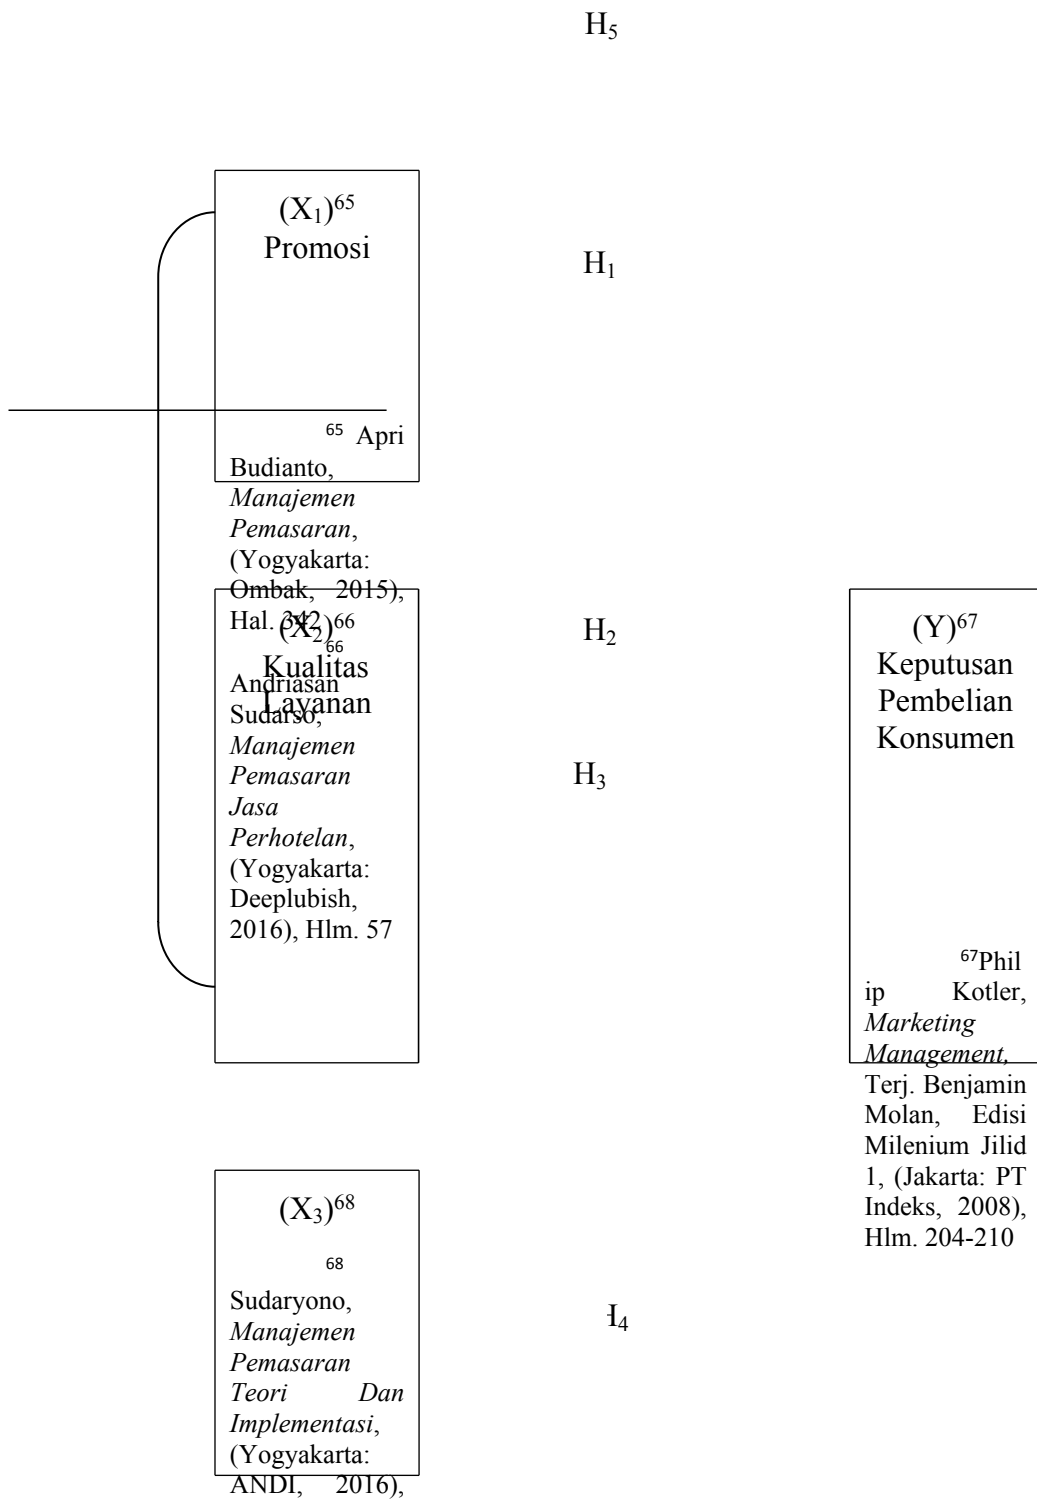 H₅
(X₁)⁶⁵
Promosi
H₁
⁶⁵ Apri
Budianto,
Manajemen
Pemasaran,
(Yogyakarta:
Ombak, 2015),
Hal. 342
(X₂)⁶⁶
Kualitas
Layanan
⁶⁶
Andriasan
Sudarso,
Manajemen
Pemasaran
Jasa
Perhotelan,
(Yogyakarta:
Deeplubish,
2016), Hlm. 57
H₂
H₃
(Y)⁶⁷
Keputusan
Pembelian
Konsumen
⁶⁷Phil
ip Kotler,
Marketing
Management,
Terj. Benjamin
Molan, Edisi
Milenium Jilid
1, (Jakarta: PT
Indeks, 2008),
Hlm. 204-210
(X₃)⁶⁸
⁶⁸
Sudaryono,
Manajemen
Pemasaran
Teori Dan
Implementasi,
(Yogyakarta:
ANDI, 2016),
H₄